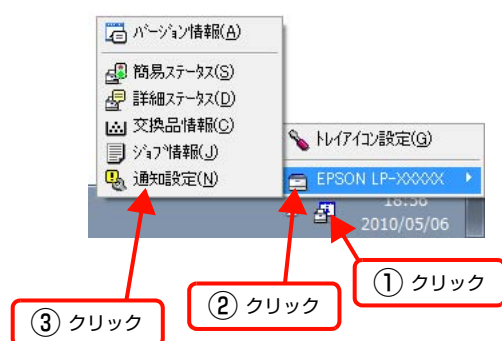 バージョン情報(A)
簡易ステータス(S)
詳細ステータス(D)
交換品情報(C)
ジョブ情報(J)
通知設定(N)
トレイアイコン設定(G)
EPSON LP-XXXXX
18:56
2010/05/06
① クリック
② クリック
③ クリック